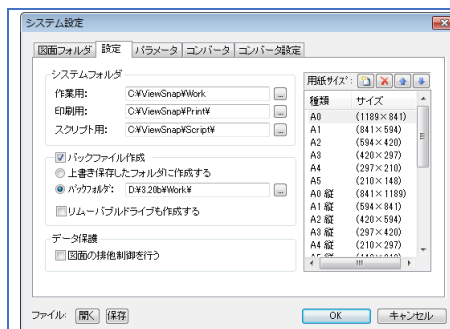 システム設定
図面フォルダ 設定 パラメータ コンバータ コンバータ設定
システムフォルダ
作業用: C:¥ViewSnap¥Work ...
印刷用: C:¥ViewSnap¥Print¥ ...
スクリプト用: C:¥ViewSnap¥Script¥ ...
バックファイル作成
上書き保存したフォルダに作成する
バックフォルダ: D:¥3.20b¥Work¥ ...
リムーバブルドライブも作成する
データ保護
図面の排他制御を行う
用紙サイズ:
種類 サイズ
A0 (1189×841)
A1 (841×594)
A2 (594×420)
A3 (420×297)
A4 (297×210)
A5 (210×148)
A0 縦 (841×1189)
A1 縦 (594×841)
A2 縦 (420×594)
A3 縦 (297×420)
A4 縦 (210×297)
A5 縦
ファイル: 開く 保存
OK キャンセル